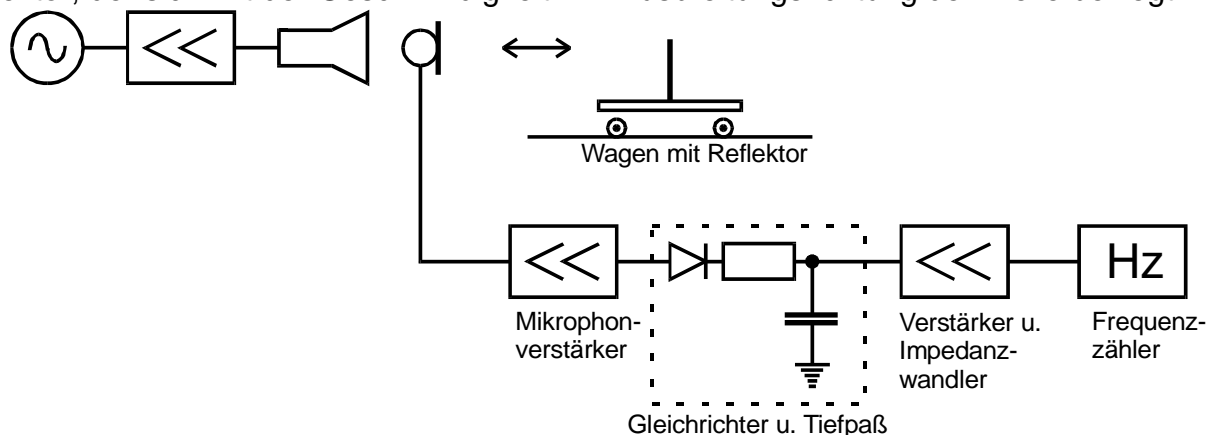 Wagen mit Reflektor
Hz
Mikrophon-
verstärker
Verstärker u.
Impedanz-
wandler
Frequenz-
zähler
Gleichrichter u. Tiefpaß